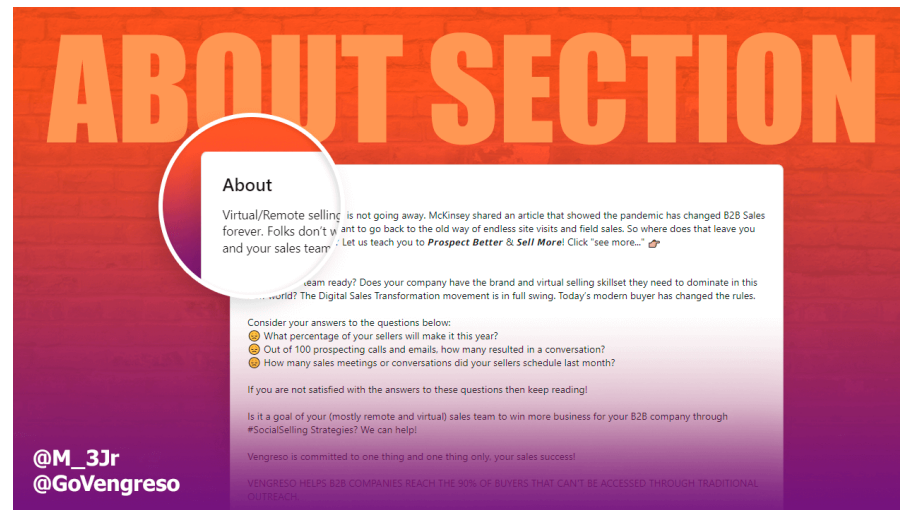 ABOUT SECTION
About
Virtual/Remote selling is not going away. McKinsey shared an article that showed the pandemic has changed B2B Sales
forever. Folks don't want to go back to the old way of endless site visits and field sales. So where does that leave you
and your sales team? Let us teach you to Prospect Better & Sell More! Click "see more..." 👉
team ready? Does your company have the brand and virtual selling skillset they need to dominate in this
world? The Digital Sales Transformation movement is in full swing. Today's modern buyer has changed the rules.
Consider your answers to the questions below:
😟 What percentage of your sellers will make it this year?
😟 Out of 100 prospecting calls and emails, how many resulted in a conversation?
😟 How many sales meetings or conversations did your sellers schedule last month?
If you are not satisfied with the answers to these questions then keep reading!
Is it a goal of your (mostly remote and virtual) sales team to win more business for your B2B company through
#SocialSelling Strategies? We can help!
Vengreso is committed to one thing and one thing only, your sales success!
VENGRESO HELPS B2B COMPANIES REACH THE 90% OF BUYERS THAT CAN'T BE ACCESSED THROUGH TRADITIONAL
OUTREACH.
@M_3Jr
@GoVengreso